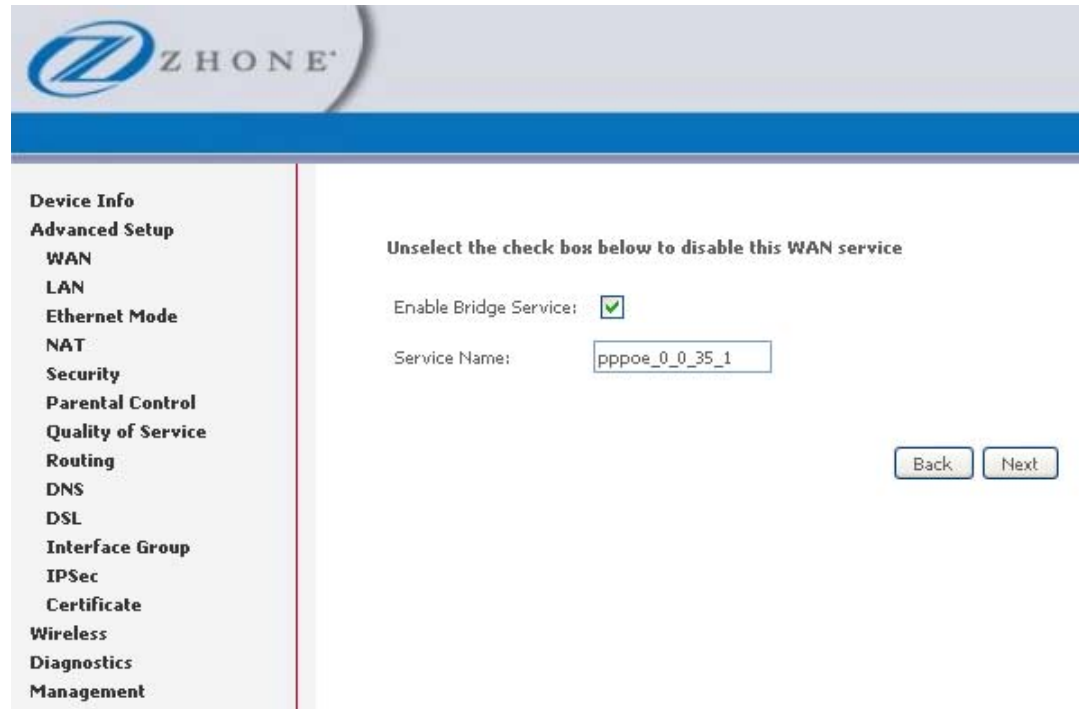 ZHONE
Device Info
Advanced Setup
WAN
LAN
Ethernet Mode
NAT
Security
Parental Control
Quality of Service
Routing
DNS
DSL
Interface Group
IPSec
Certificate
Wireless
Diagnostics
Management
Unselect the check box below to disable this WAN service
Enable Bridge Service:
Service Name: pppoe_0_0_35_1
Back Next